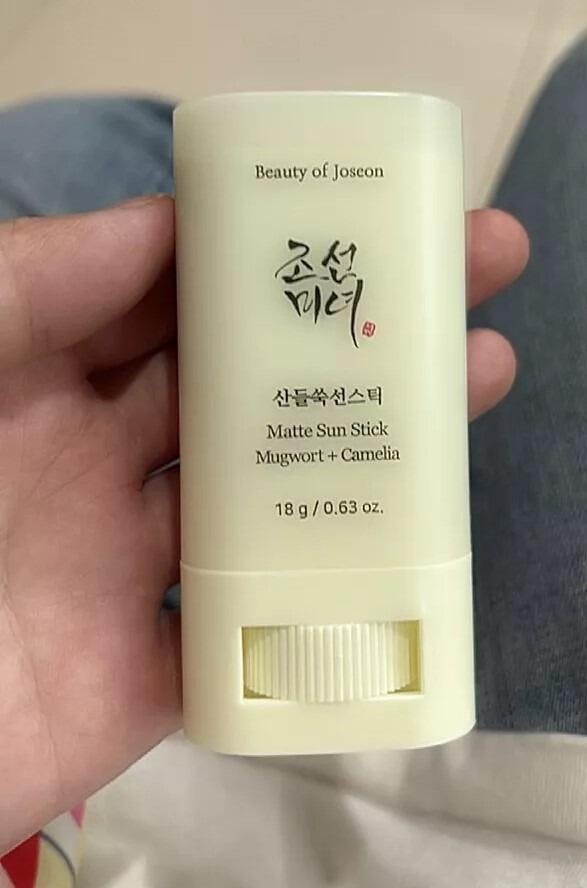 Beauty of Joseon
조선
미녀
산들쑥선스틱
Matte Sun Stick
Mugwort + Camelia
18 g / 0.63 oz.